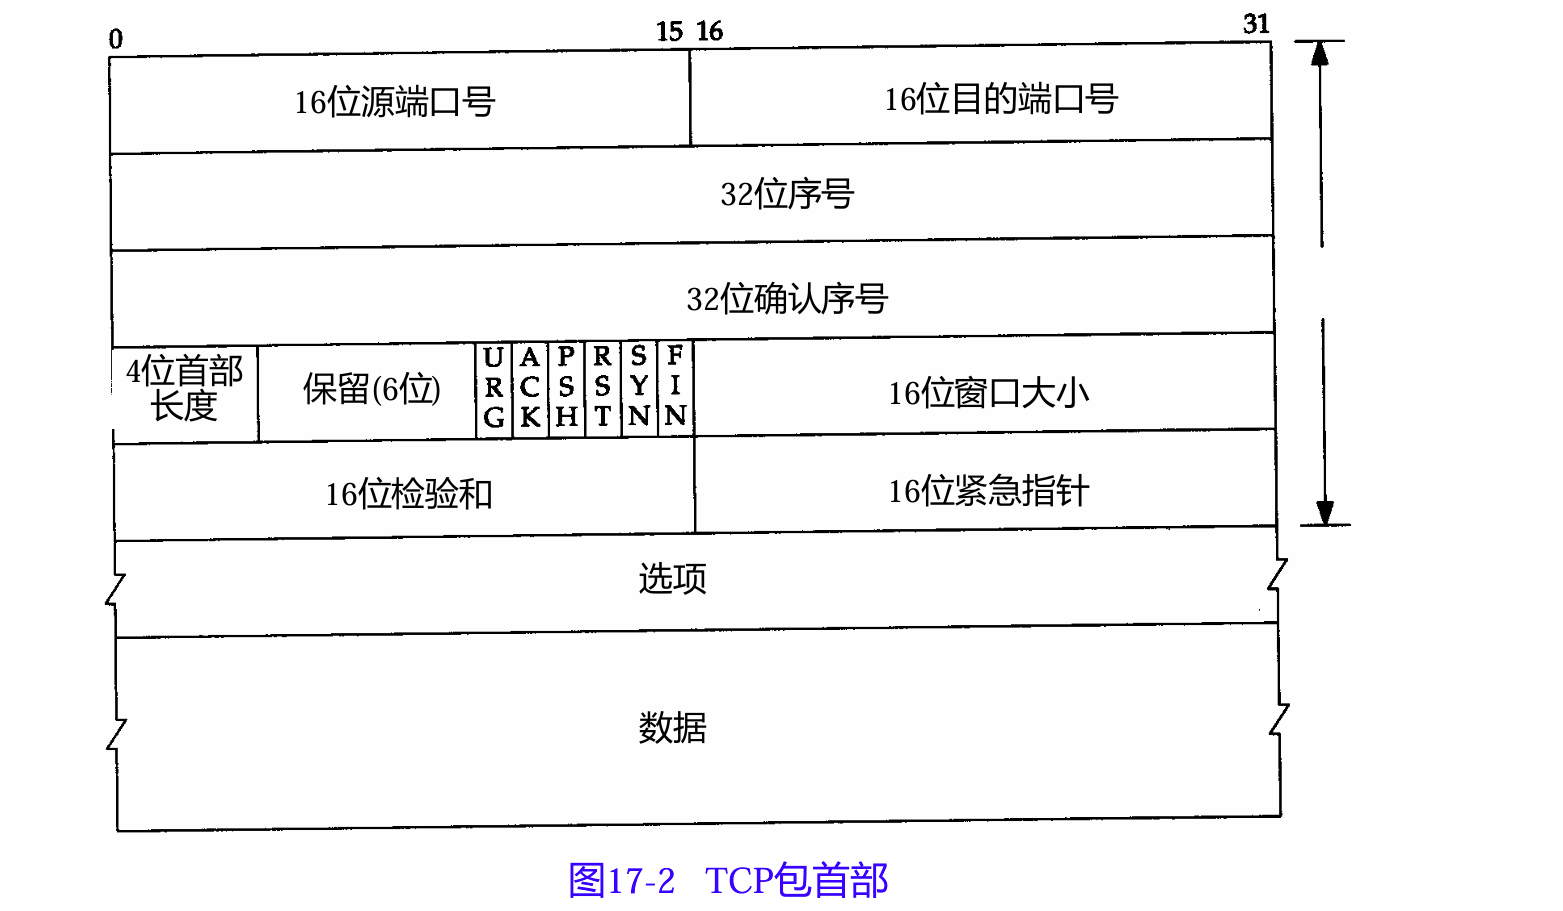 0 15 16 31
16位源端口号 16位目的端口号
32位序号
32位确认序号
4位首部
长度
保留(6位)
URG
ACK
PSH
RST
SYN
FIN
16位窗口大小
16位检验和 16位紧急指针
选项
数据
图17-2 TCP包首部